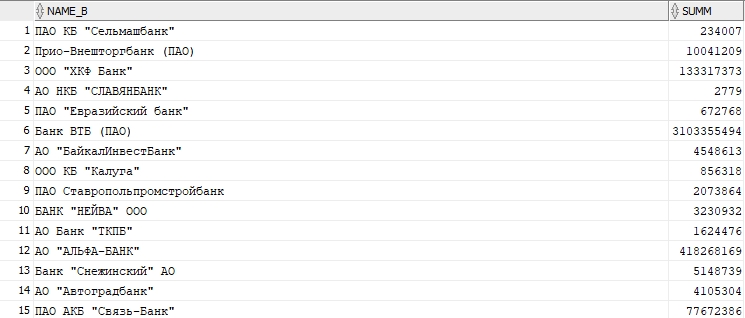 NAME_B SUMM
1 ПАО КБ "Сельмашбанк" 234007
2 Прио-Внешторгбанк (ПАО) 10041209
3 ООО "ХКФ Банк" 133317373
4 АО НКБ "СЛАВЯНБАНК" 2779
5 ПАО "Евразийский банк" 672768
6 Банк ВТБ (ПАО) 3103355494
7 АО "БайкалИнвестБанк" 4548613
8 ООО КБ "Калуга" 856318
9 ПАО Ставропольпромстройбанк 2073864
10 БАНК "НЕЙВА" ООО 3230932
11 АО Банк "ТКПБ" 1624476
12 АО "АЛЬФА-БАНК" 418268169
13 Банк "Снежинский" АО 5148739
14 АО "Автоградбанк" 4105304
15 ПАО АКБ "Связь-Банк" 77672386